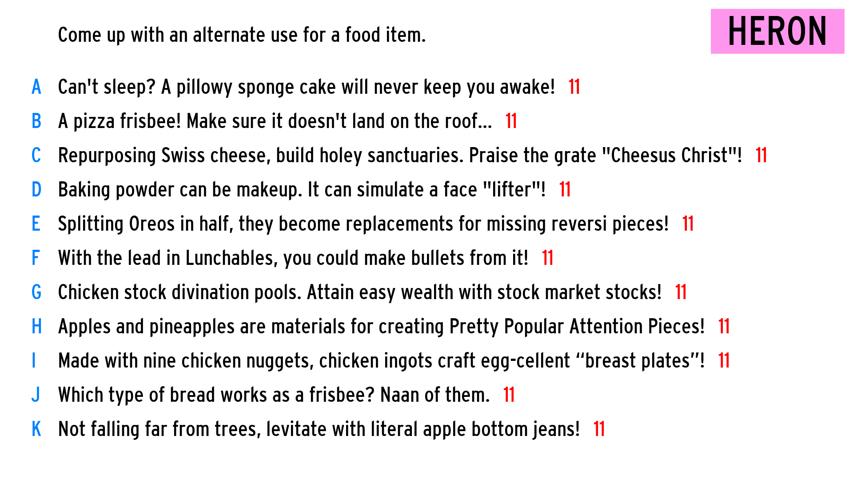 Come up with an alternate use for a food item.
HERON
A Can't sleep? A pillowy sponge cake will never keep you awake! 11
B A pizza frisbee! Make sure it doesn't land on the roof... 11
C Repurposing Swiss cheese, build holey sanctuaries. Praise the grate "Cheesus Christ"! 11
D Baking powder can be makeup. It can simulate a face "lifter"! 11
E Splitting Oreos in half, they become replacements for missing reversi pieces! 11
F With the lead in Lunchables, you could make bullets from it! 11
G Chicken stock divination pools. Attain easy wealth with stock market stocks! 11
H Apples and pineapples are materials for creating Pretty Popular Attention Pieces! 11
I Made with nine chicken nuggets, chicken ingots craft egg-cellent “breast plates”! 11
J Which type of bread works as a frisbee? Naan of them. 11
K Not falling far from trees, levitate with literal apple bottom jeans! 11